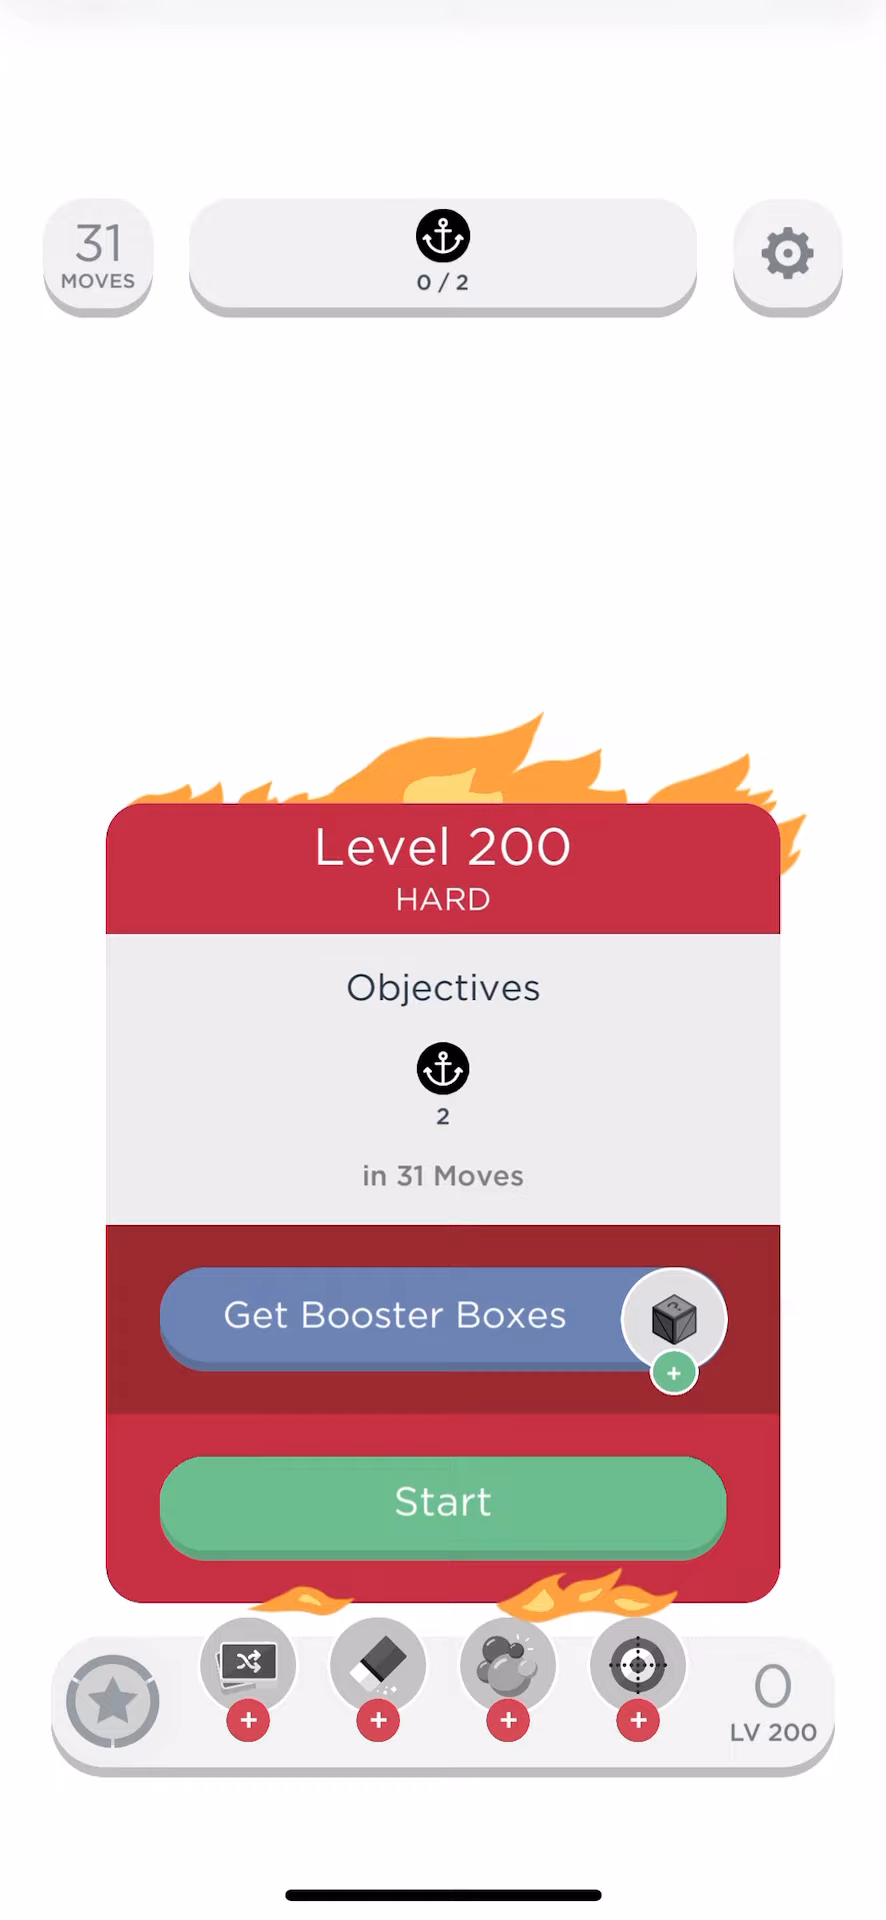 31
MOVES
0 / 2
Level 200
HARD
Objectives
2
in 31 Moves
Get Booster Boxes
?
+
Start
+
+
+
+
0
LV 200